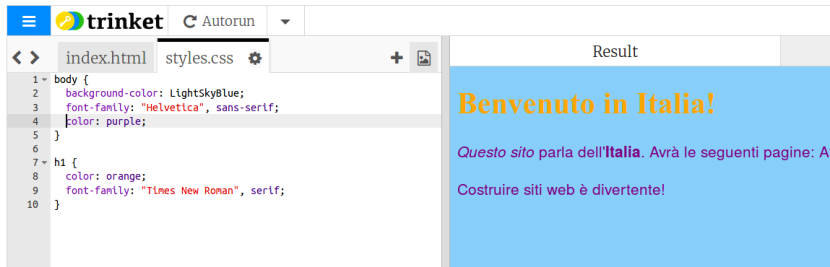 trinket Autorun
index.html styles.css Result
1 body {
2 background-color: LightSkyBlue;
3 font-family: "Helvetica", sans-serif;
4 color: purple;
5 }
6
7 h1 {
8 color: orange;
9 font-family: "Times New Roman", serif;
10 }
Benvenuto in Italia!
Questo sito parla dell'Italia. Avrà le seguenti pagine: A
Costruire siti web è divertente!